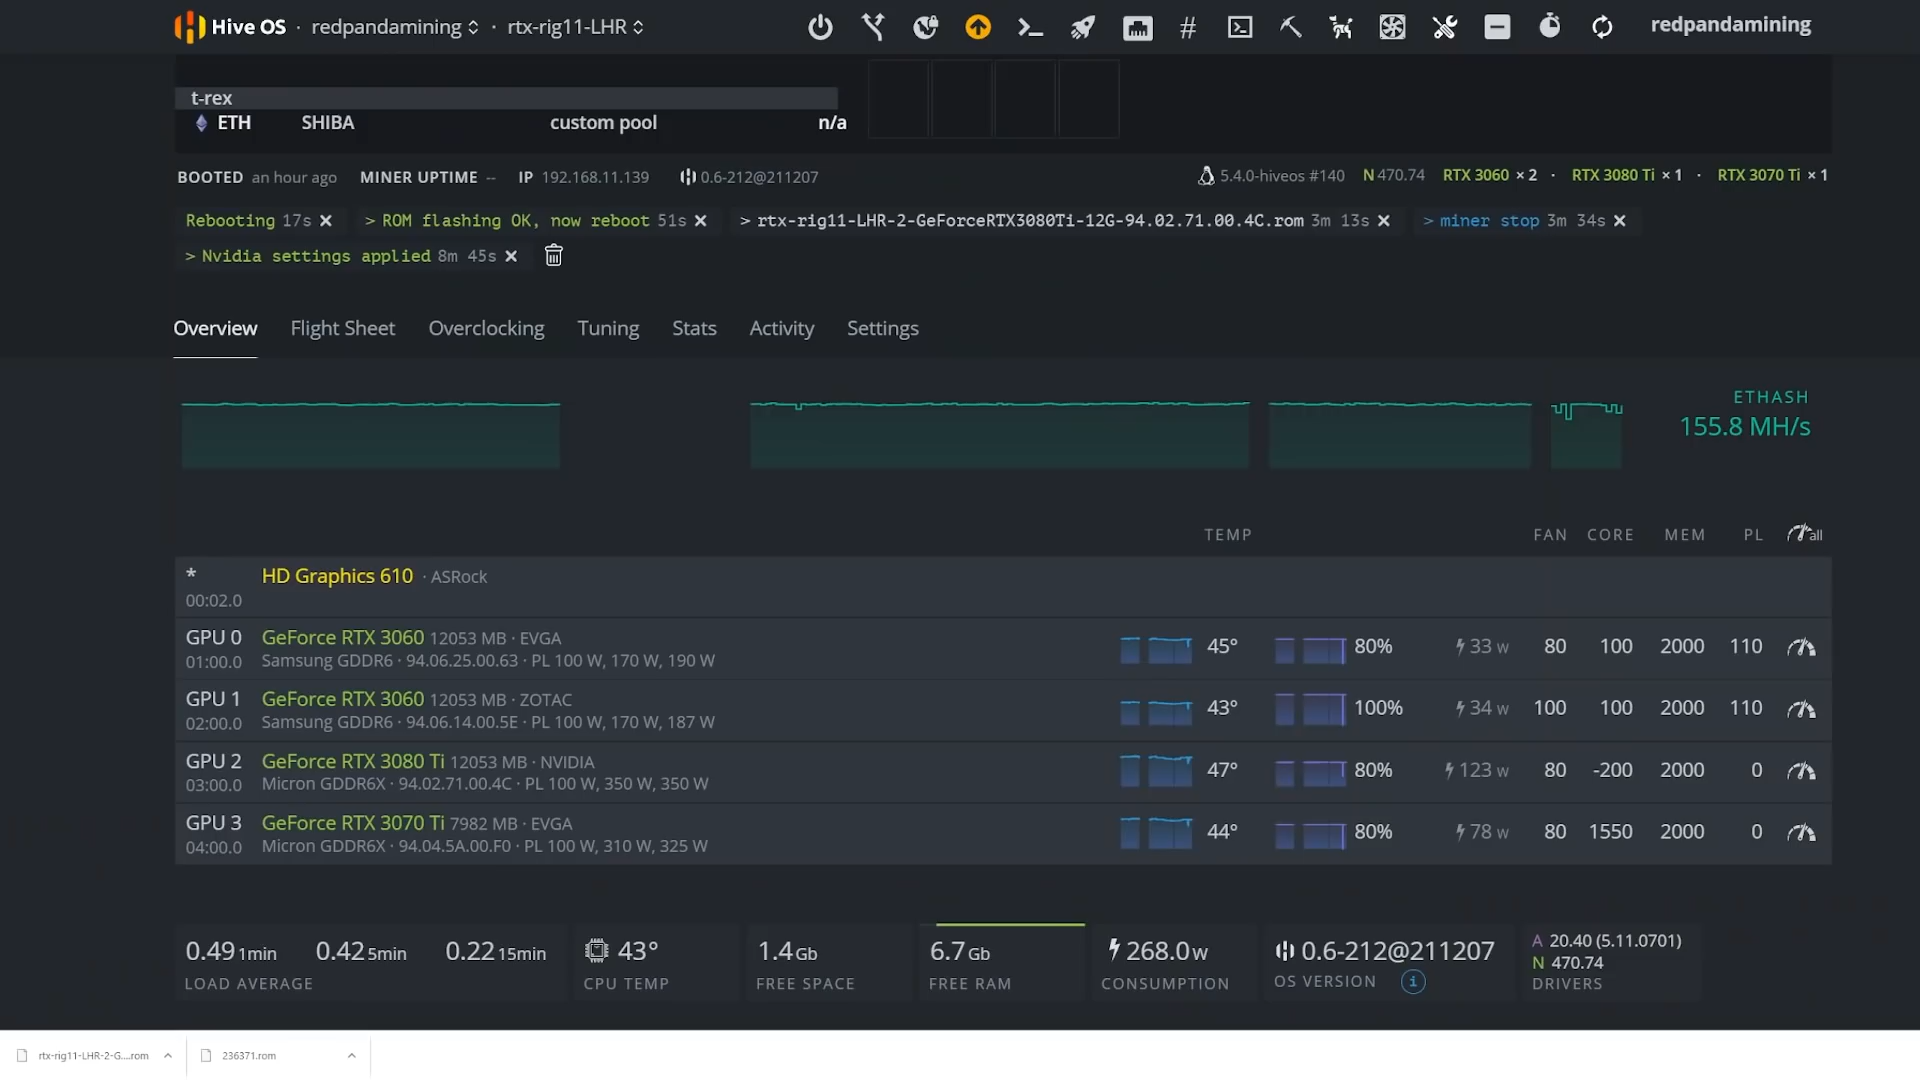 Hive OS · redpandamining · rtx-rig11-LHR redpandamining
t-rex
ETH SHIBA custom pool n/a
BOOTED an hour ago MINER UPTIME -- IP 192.168.11.139 0.6-212@211207 5.4.0-hiveos #140 N 470.74 RTX 3060 × 2 · RTX 3080 Ti × 1 · RTX 3070 Ti × 1
Rebooting 17s × > ROM flashing OK, now reboot 51s × > rtx-rig11-LHR-2-GeForceRTX3080Ti-12G-94.02.71.00.4C.rom 3m 13s × > miner stop 3m 34s ×
> Nvidia settings applied 8m 45s ×
Overview Flight Sheet Overclocking Tuning Stats Activity Settings
ETHASH
155.8 MH/s
TEMP FAN CORE MEM PL all
* HD Graphics 610 · ASRock
00:02.0
GPU 0 GeForce RTX 3060 12053 MB · EVGA 45° 80% 33 w 80 100 2000 110
01:00.0 Samsung GDDR6 · 94.06.25.00.63 · PL 100 W, 170 W, 190 W
GPU 1 GeForce RTX 3060 12053 MB · ZOTAC 43° 100% 34 w 100 100 2000 110
02:00.0 Samsung GDDR6 · 94.06.14.00.5E · PL 100 W, 170 W, 187 W
GPU 2 GeForce RTX 3080 Ti 12053 MB · NVIDIA 47° 80% 123 w 80 -200 2000 0
03:00.0 Micron GDDR6X · 94.02.71.00.4C · PL 100 W, 350 W, 350 W
GPU 3 GeForce RTX 3070 Ti 7982 MB · EVGA 44° 80% 78 w 80 1550 2000 0
04:00.0 Micron GDDR6X · 94.04.5A.00.F0 · PL 100 W, 310 W, 325 W
0.49 1min 0.42 5min 0.22 15min 43° 1.4 Gb 6.7 Gb 268.0 w 0.6-212@211207 A 20.40 (5.11.0701)
N 470.74
LOAD AVERAGE CPU TEMP FREE SPACE FREE RAM CONSUMPTION OS VERSION i DRIVERS
rtx-rig11-LHR-2-G....rom 236371.rom